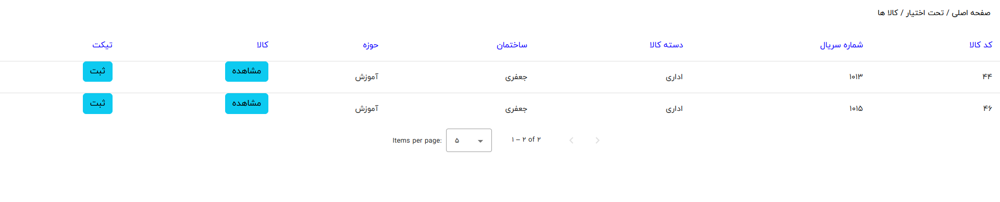 صفحه اصلی / تحت اختیار / کالا ها
کد کالا شماره سریال دسته کالا ساختمان حوزه کالا تیکت
۴۴ ۱۰۱۳ اداری جعفری آموزش مشاهده ثبت
۴۶ ۱۰۱۵ اداری جعفری آموزش مشاهده ثبت
Items per page: ۵ ۱ – ۲ of ۲